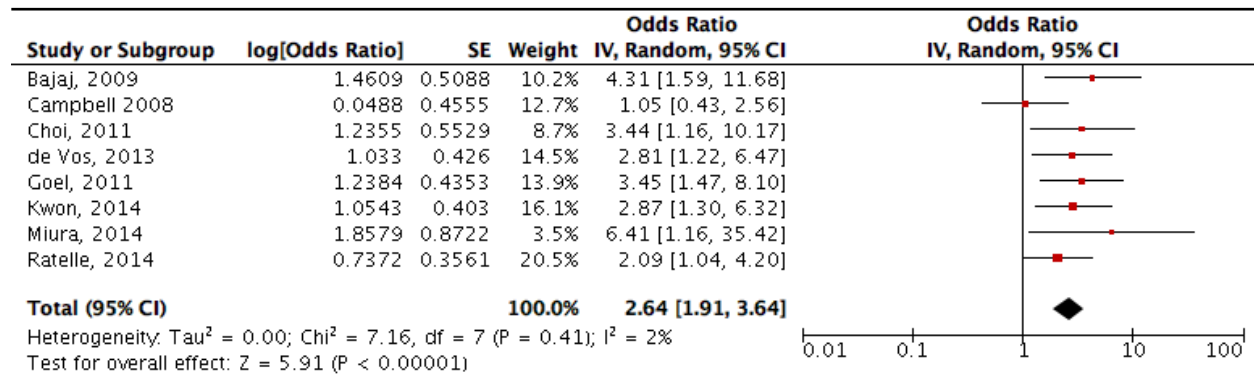 Odds Ratio Odds Ratio
Study or Subgroup log[Odds Ratio] SE Weight IV, Random, 95% CI IV, Random, 95% CI
Bajaj, 2009 1.4609 0.5088 10.2% 4.31 [1.59, 11.68]
Campbell 2008 0.0488 0.4555 12.7% 1.05 [0.43, 2.56]
Choi, 2011 1.2355 0.5529 8.7% 3.44 [1.16, 10.17]
de Vos, 2013 1.033 0.426 14.5% 2.81 [1.22, 6.47]
Goel, 2011 1.2384 0.4353 13.9% 3.45 [1.47, 8.10]
Kwon, 2014 1.0543 0.403 16.1% 2.87 [1.30, 6.32]
Miura, 2014 1.8579 0.8722 3.5% 6.41 [1.16, 35.42]
Ratelle, 2014 0.7372 0.3561 20.5% 2.09 [1.04, 4.20]
Total (95% CI) 100.0% 2.64 [1.91, 3.64]
Heterogeneity: Tau² = 0.00; Chi² = 7.16, df = 7 (P = 0.41); I² = 2%
Test for overall effect: Z = 5.91 (P < 0.00001)
0.01 0.1 1 10 100